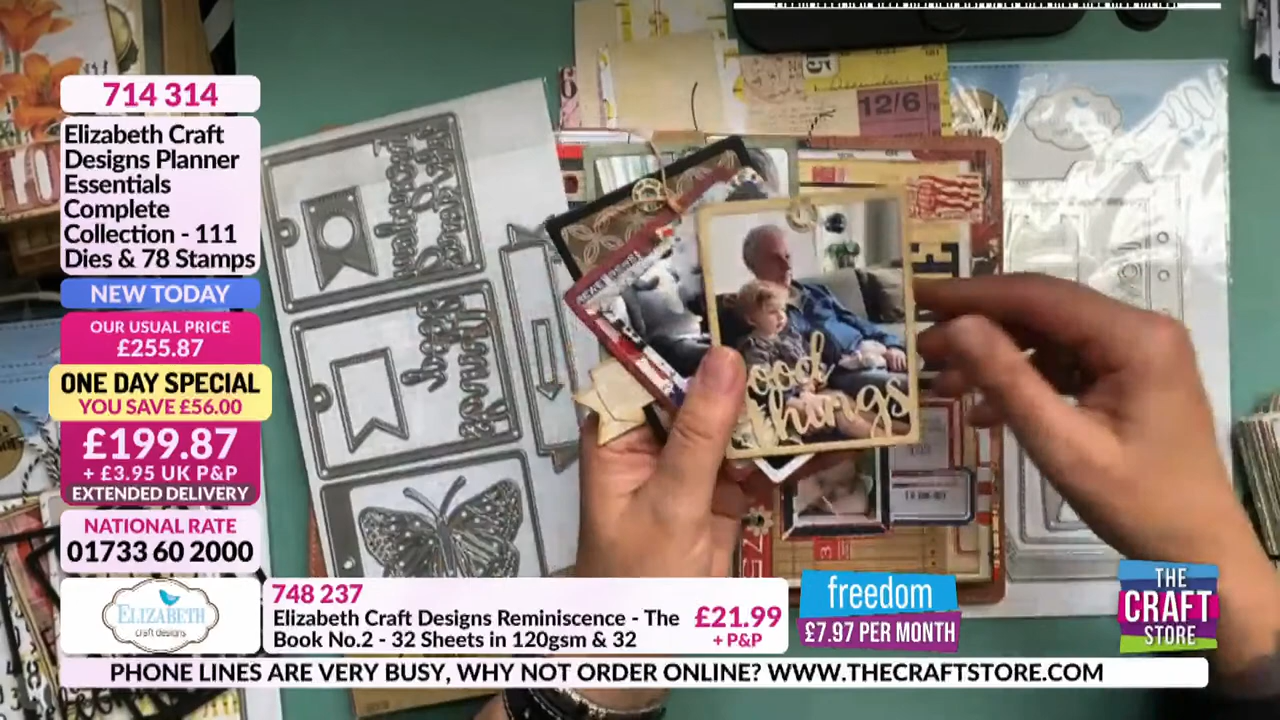 714 314
Elizabeth Craft
Designs Planner
Essentials
Complete
Collection - 111
Dies & 78 Stamps
NEW TODAY
OUR USUAL PRICE
£255.87
ONE DAY SPECIAL
YOU SAVE £56.00
£199.87
+ £3.95 UK P&P
EXTENDED DELIVERY
NATIONAL RATE
01733 60 2000
12/6
things
ELIZABETH
craft designs
748 237
Elizabeth Craft Designs Reminiscence - The
Book No.2 - 32 Sheets in 120gsm & 32
£21.99
+ P&P
freedom
£7.97 PER MONTH
THE
CRAFT
STORE
PHONE LINES ARE VERY BUSY, WHY NOT ORDER ONLINE? WWW.THECRAFTSTORE.COM